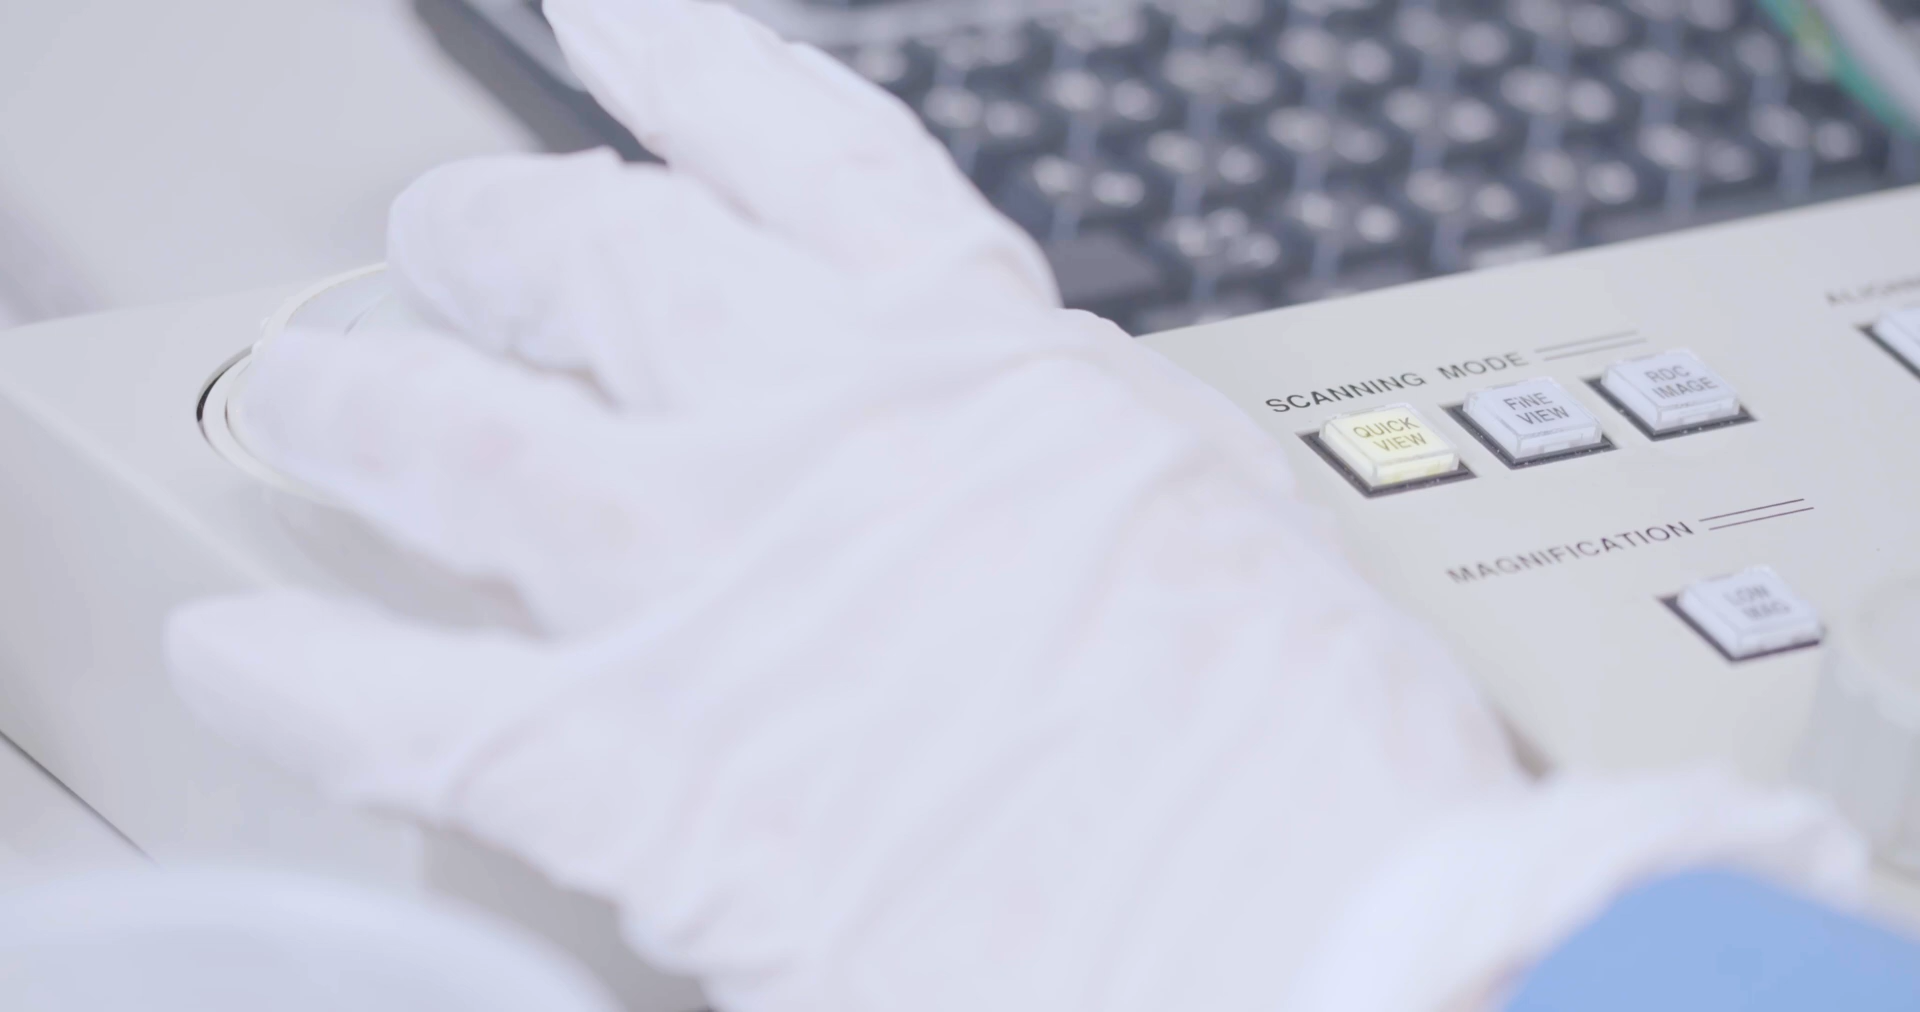 SCANNING MODE
QUICK
VIEW
FINE
VIEW
RDC
IMAGE
MAGNIFICATION
LOW
MAG